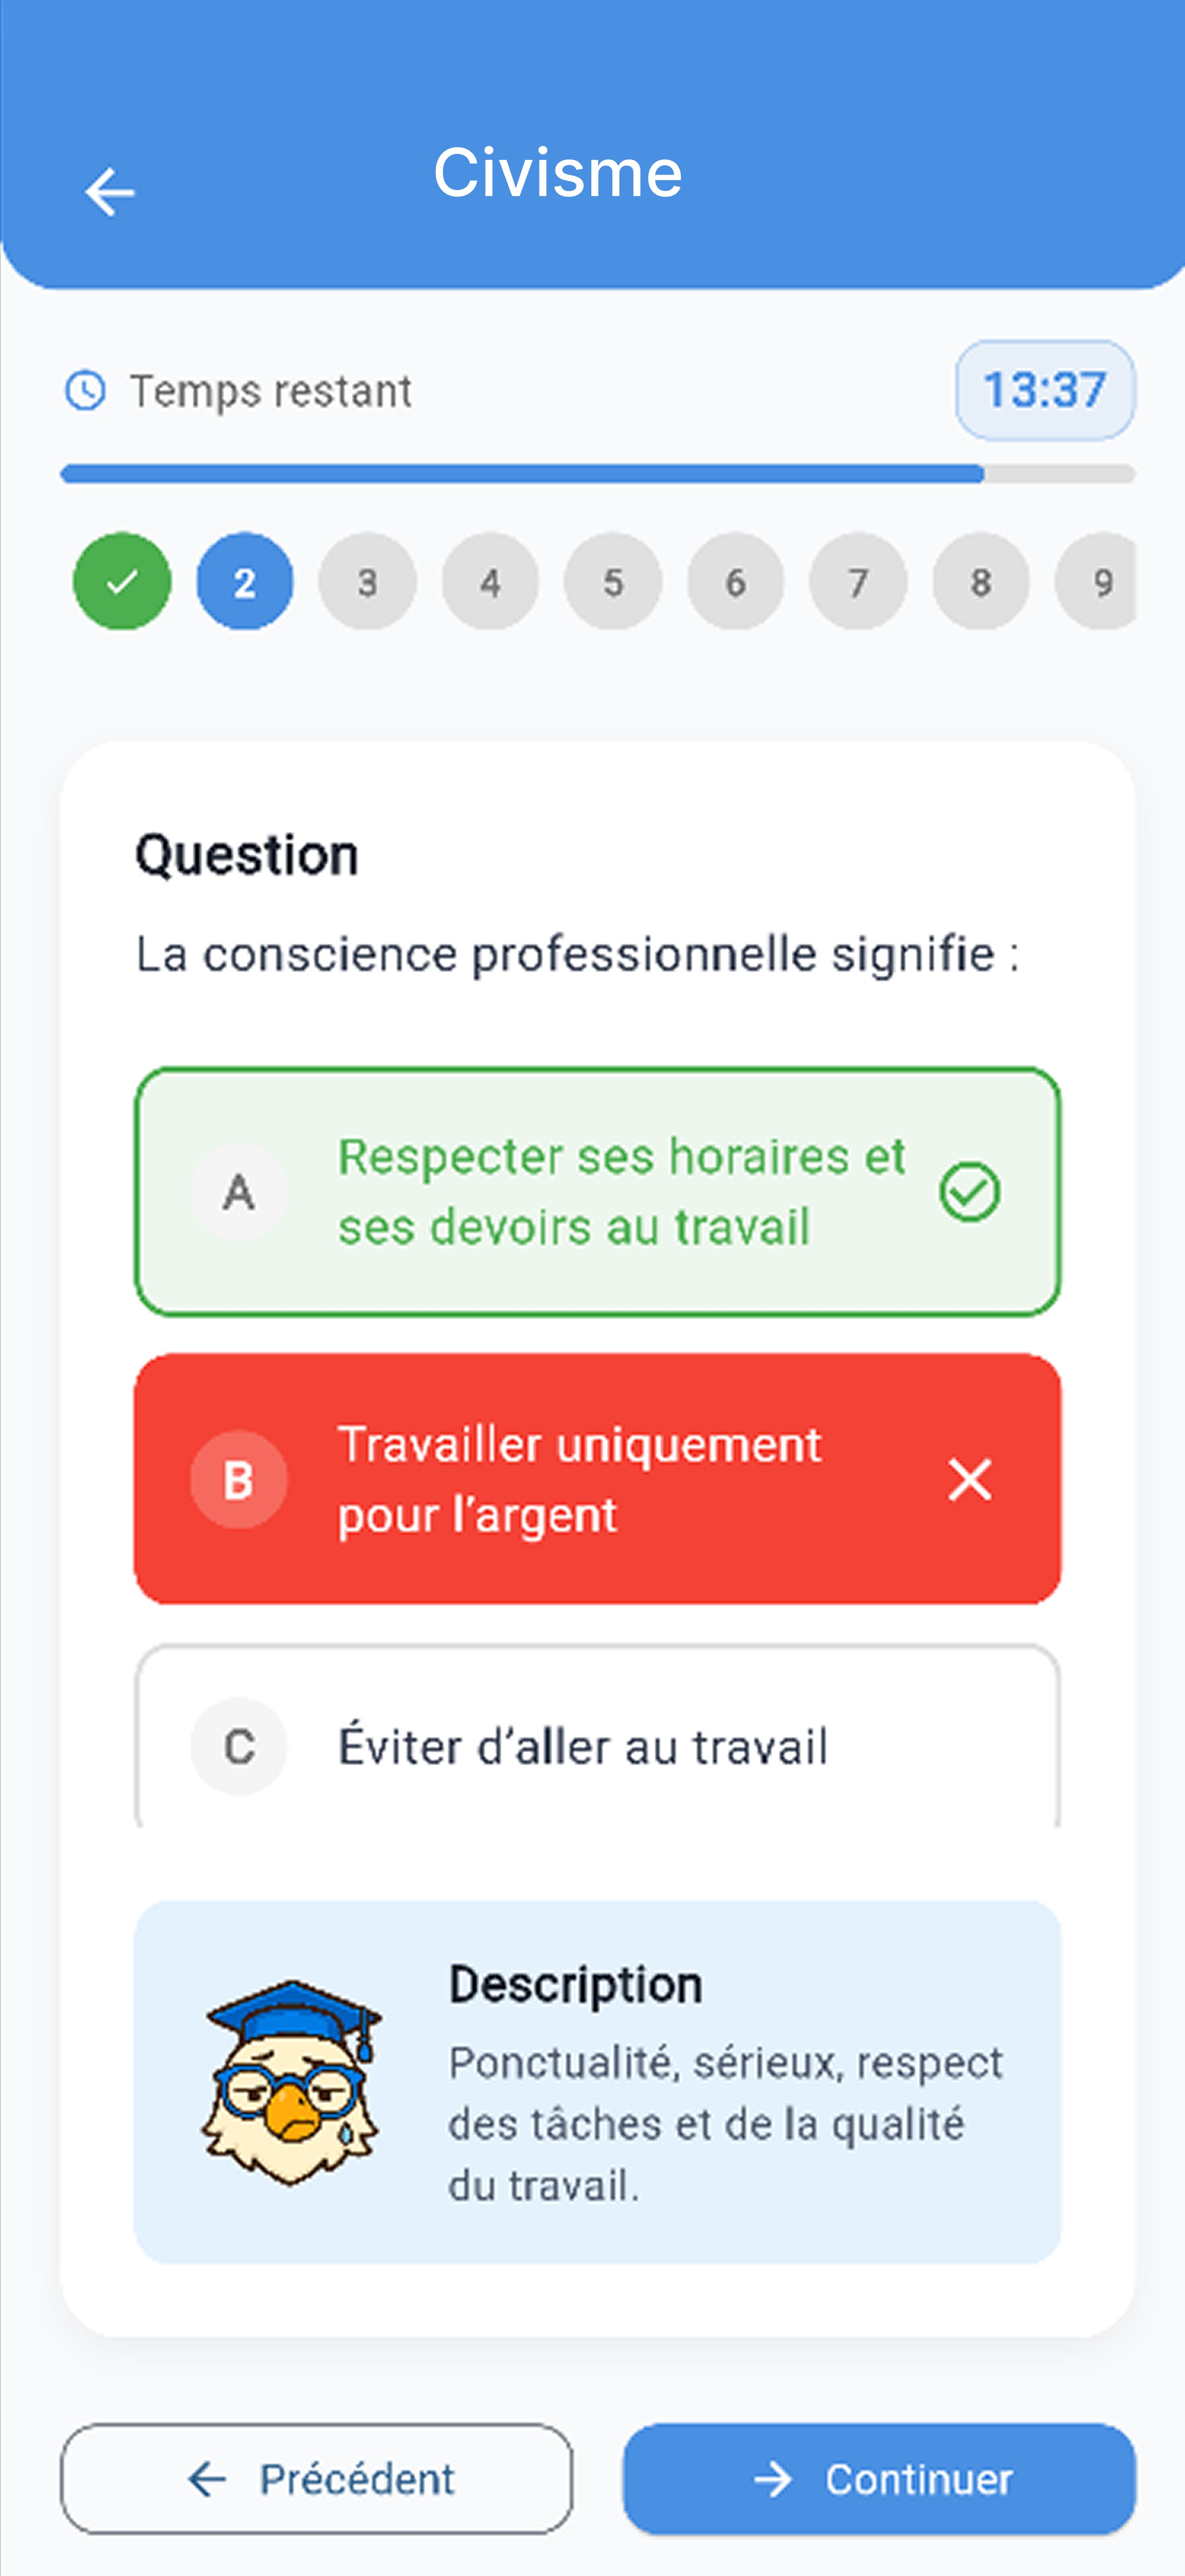 Civisme
Temps restant
13:37
2 3 4 5 6 7 8 9
Question
La conscience professionnelle signifie :
A
Respecter ses horaires et
ses devoirs au travail
B
Travailler uniquement
pour l’argent
C
Éviter d’aller au travail
Description
Ponctualité, sérieux, respect
des tâches et de la qualité
du travail.
Précédent
Continuer